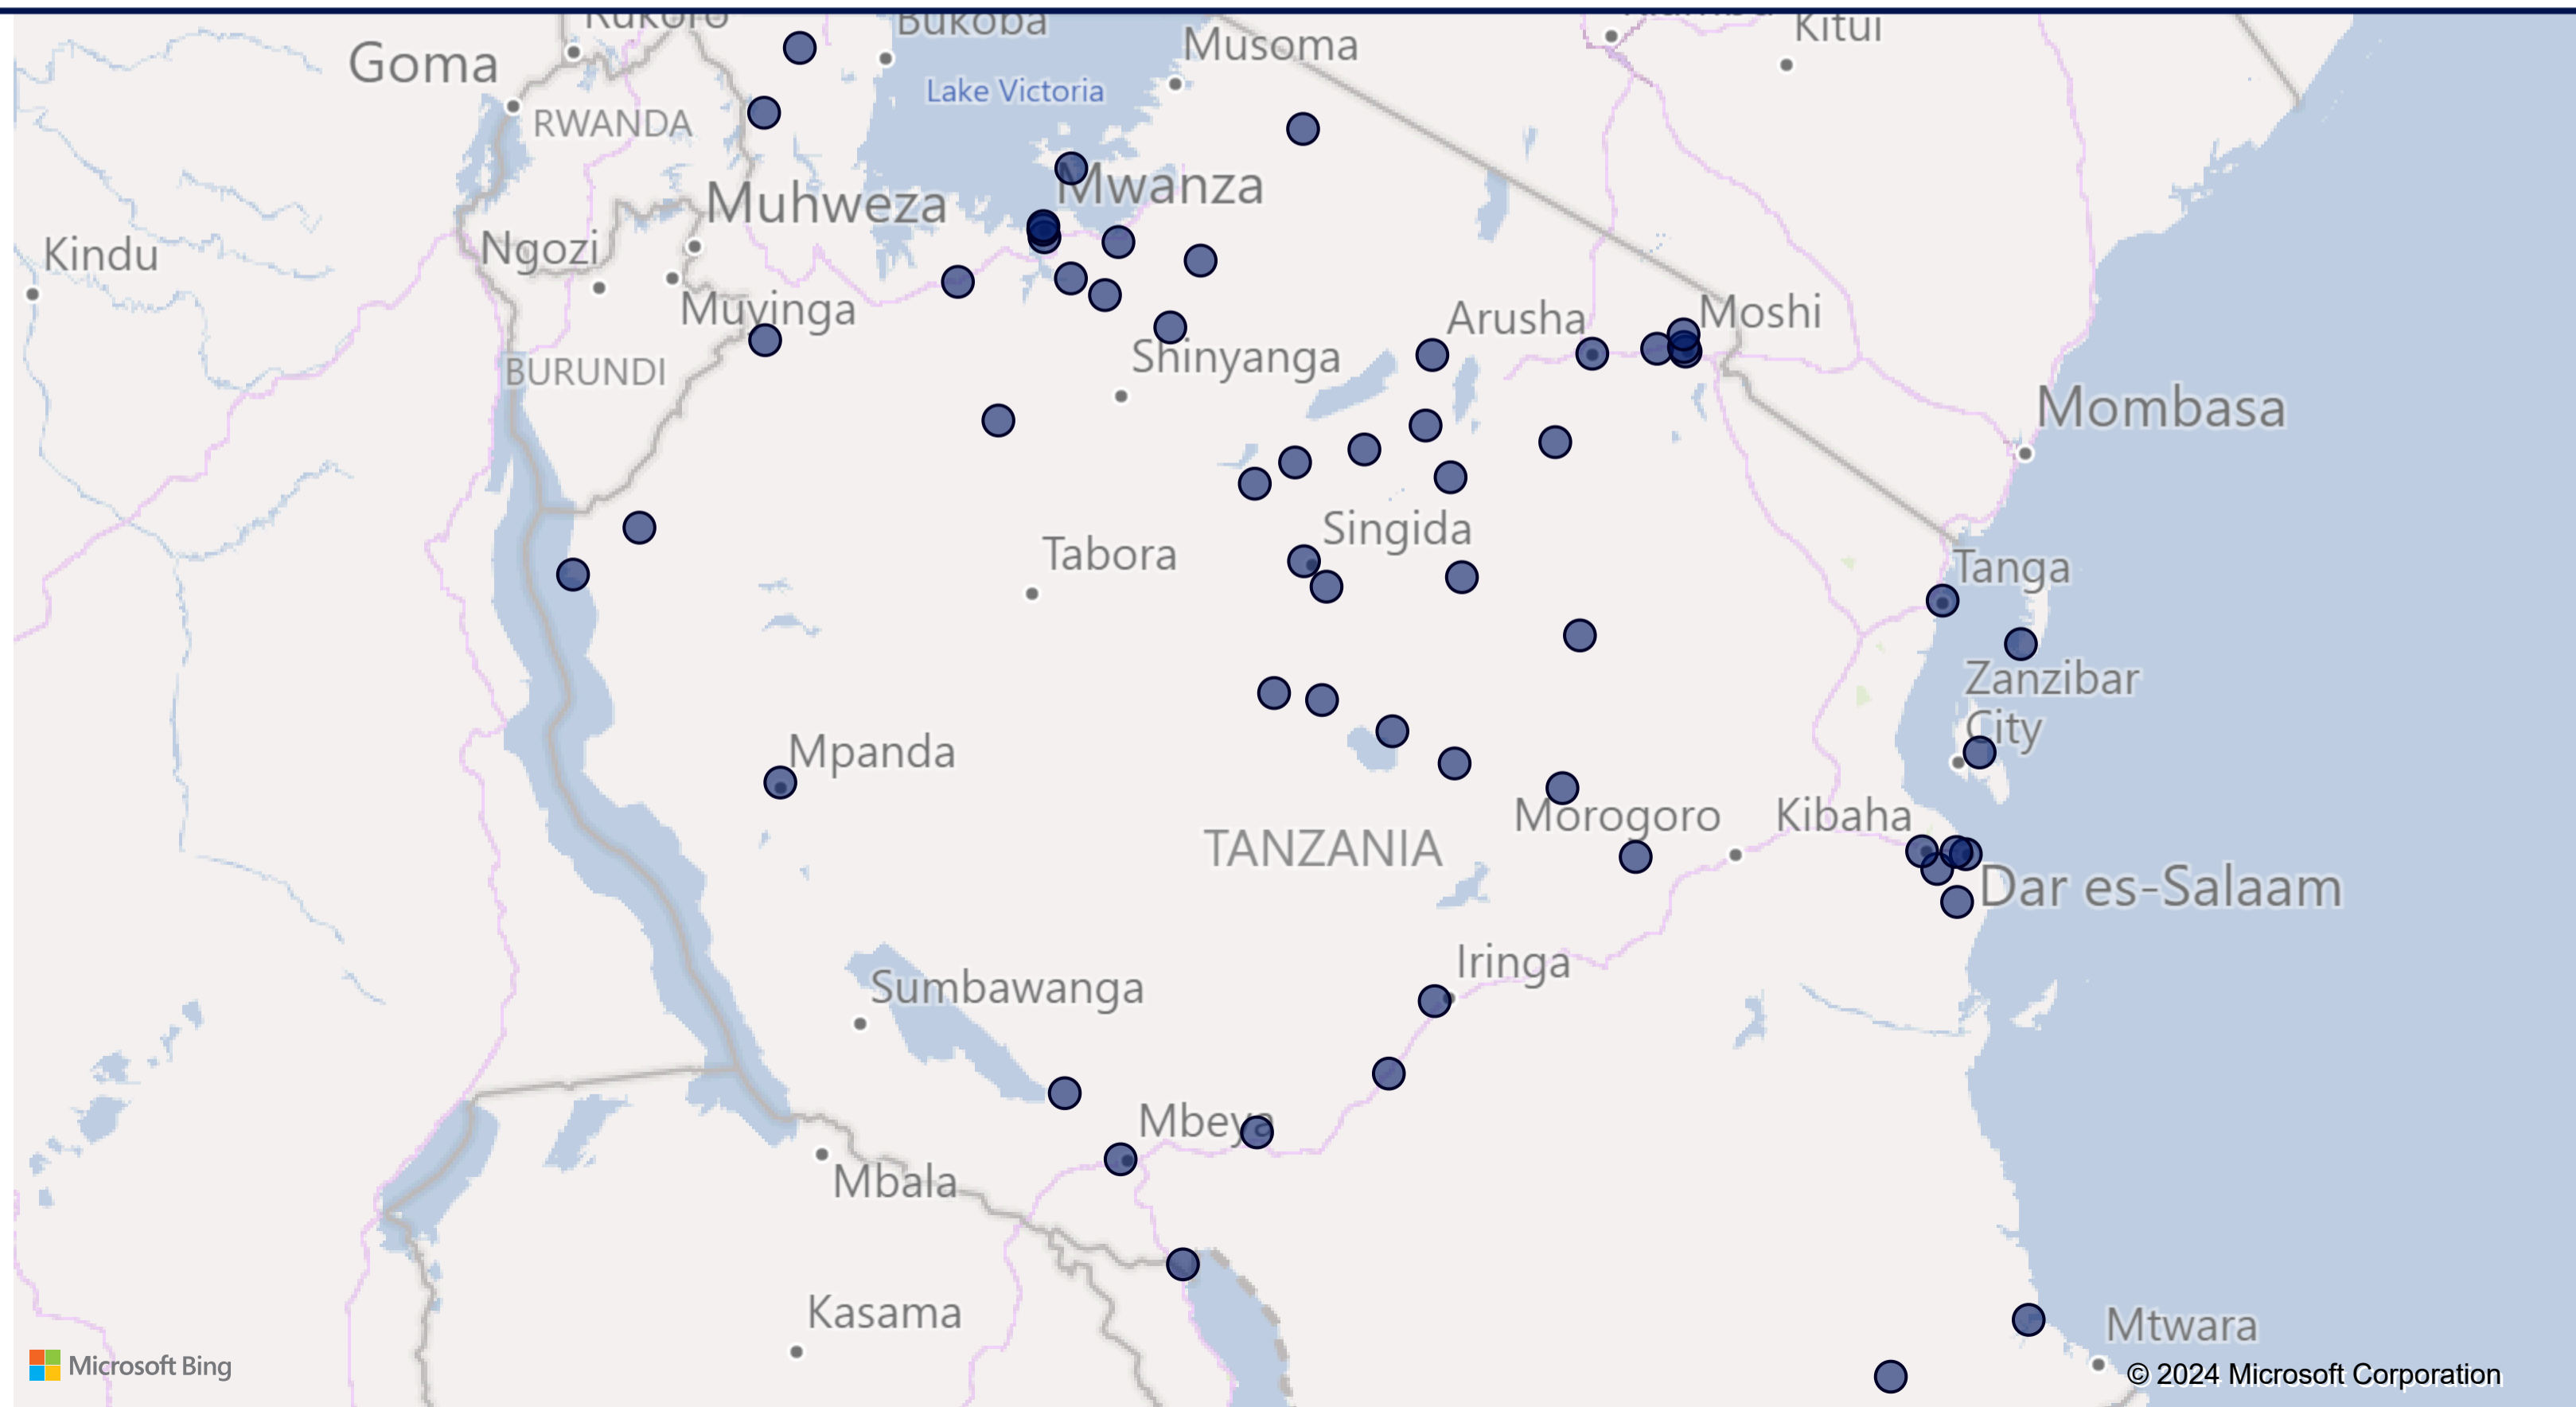 Rukoro
Bukoba
Kitui
Goma
Musoma
Lake Victoria
RWANDA
Mwanza
Muhweza
Kindu
Ngozi
Muyinga
Arusha
Moshi
Shinyanga
BURUNDI
Mombasa
Singida
Tabora
Tanga
Zanzibar
City
Mpanda
Morogoro
Kibaha
TANZANIA
Dar es-Salaam
Iringa
Sumbawanga
Mbeya
Mbala
Kasama
Mtwara
Microsoft Bing
© 2024 Microsoft Corporation